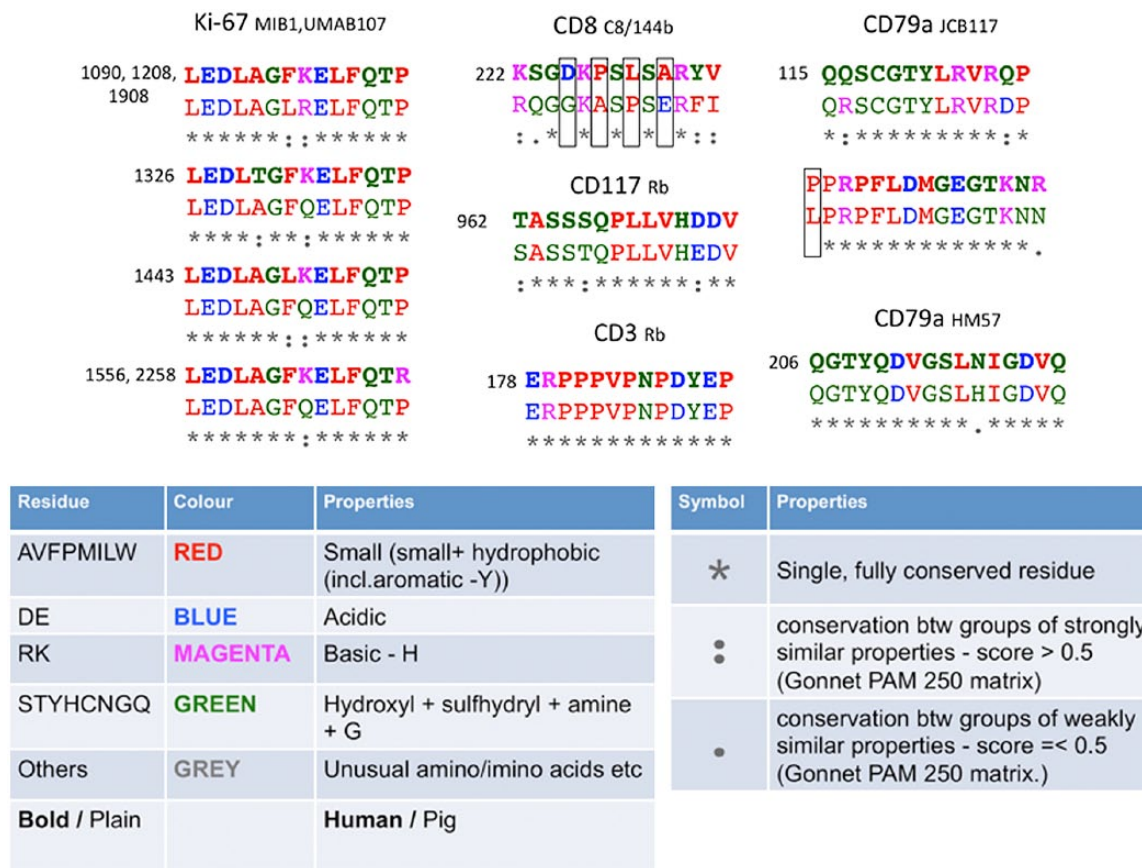 Ki-67 MIB1,UMAB107
1090, 1208,
1908
LEDLAGFKELFQTP
LEDLAGLRELFQTP
******::******
1326
LEDLTGFKELFQTP
LEDLAGFQELFQTP
****:**:******
1443
LEDLAGLKELFQTP
LEDLAGFQELFQTP
******::******
1556, 2258
LEDLAGFKELFQTR
LEDLAGFQELFQTP
*******:******
CD8 C8/144b
222
KSGDKPSLSARYV
RQGGKASPSERFI
:.* * * * *::
CD117 Rb
962
TASSSQPLLVHDDV
SASSTQPLLVHEDV
:***:******:**
CD3 Rb
178
ERPPPVPNPDYEP
ERPPPVPNPDYEP
*************
CD79a JCB117
115
QQSCGTYLRVRQP
QRSCGTYLRVRDP
*:*********:*
PPRPFLDMGEGTKNR
LPRPFLDMGEGTKNN
*************.
CD79a HM57
206
QGTYQDVGSLNIGDVQ
QGTYQDVGSLHIGDVQ
**********.*****
Residue Colour Properties
AVFPMILW RED Small (small+ hydrophobic
(incl.aromatic -Y))
DE BLUE Acidic
RK MAGENTA Basic - H
STYHCNGQ GREEN Hydroxyl + sulfhydryl + amine
+ G
Others GREY Unusual amino/imino acids etc
Bold / Plain Human / Pig
Symbol Properties
* Single, fully conserved residue
: conservation btw groups of strongly
similar properties - score > 0.5
(Gonnet PAM 250 matrix)
. conservation btw groups of weakly
similar properties - score =< 0.5
(Gonnet PAM 250 matrix.)